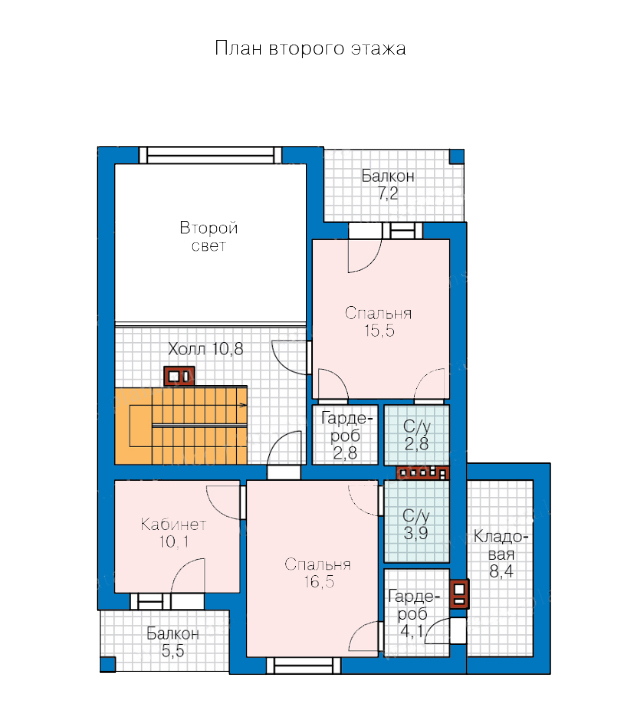 План второго этажа
Балкон
7,2
Второй
свет
Спальня
15,5
Холл 10,8
Гарде-
роб
2,8
С/у
2,8
Кабинет
10,1
Спальня
16,5
С/у
3,9
Кладо-
вая
8,4
Гарде-
роб
4,1
Балкон
5,5